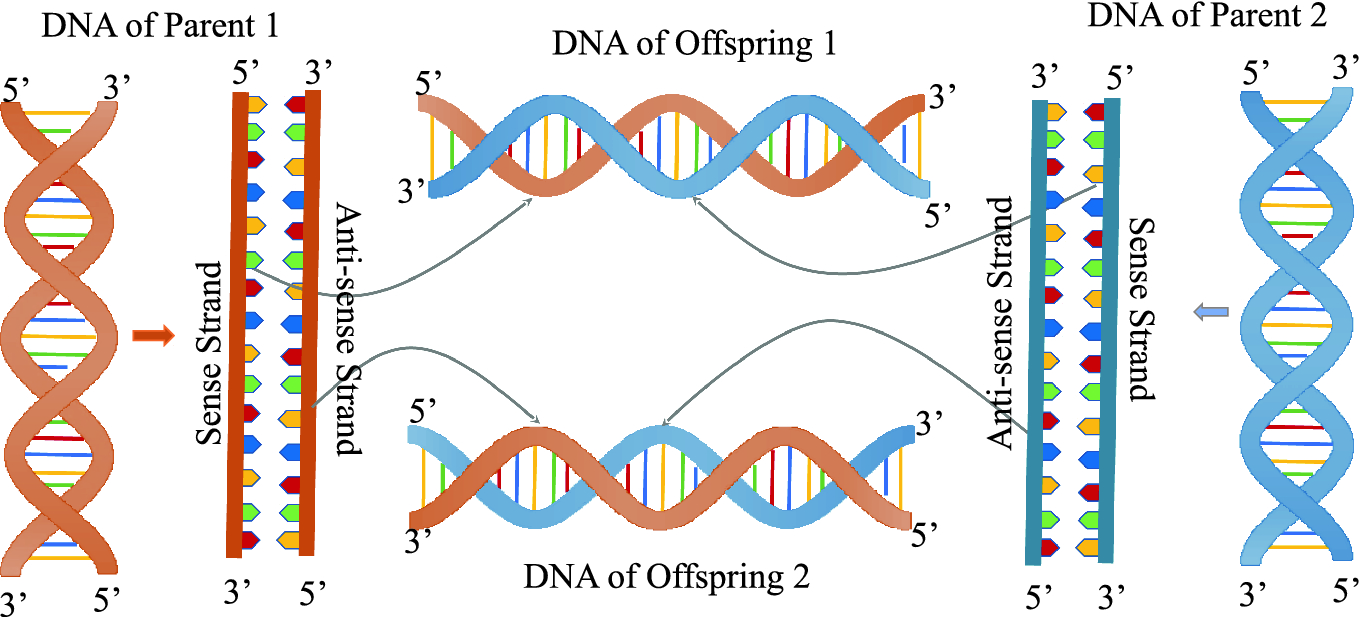 DNA of Parent 1
5’ 3’
3’ 5’
5’ 3’
Sense Strand
Anti-sense Strand
3’ 5’
DNA of Offspring 1
5’ 3’
3’ 5’
5’ 3’
3’ 5’
DNA of Offspring 2
DNA of Parent 2
3’ 5’
Anti-sense Strand
Sense Strand
5’ 3’
5’ 3’
3’ 5’